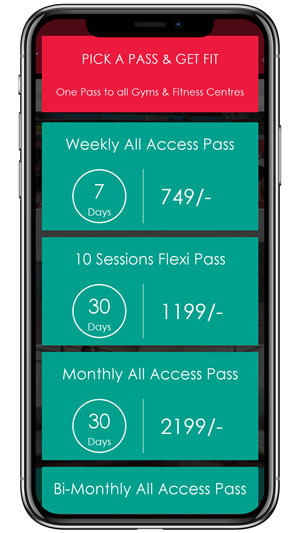 PICK A PASS & GET FIT
One Pass to all Gyms & Fitness Centres
Weekly All Access Pass
7
Days
749/-
10 Sessions Flexi Pass
30
Days
1199/-
Monthly All Access Pass
30
Days
2199/-
Bi-Monthly All Access Pass